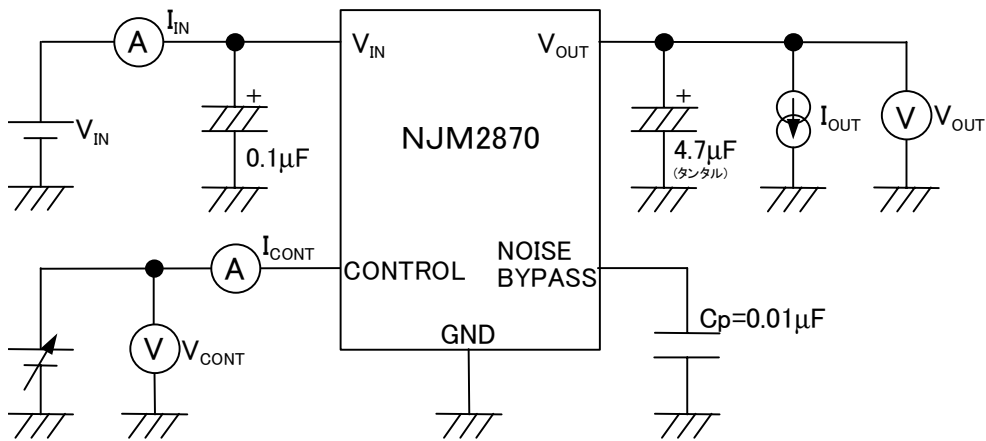 I_IN
A
V_IN
V_OUT
+
+
V_IN
0.1μF
NJM2870
4.7μF
(タンタル)
I_OUT
V
V_OUT
I_CONT
A
CONTROL
NOISE
BYPASS
V
V_CONT
GND
Cp=0.01μF